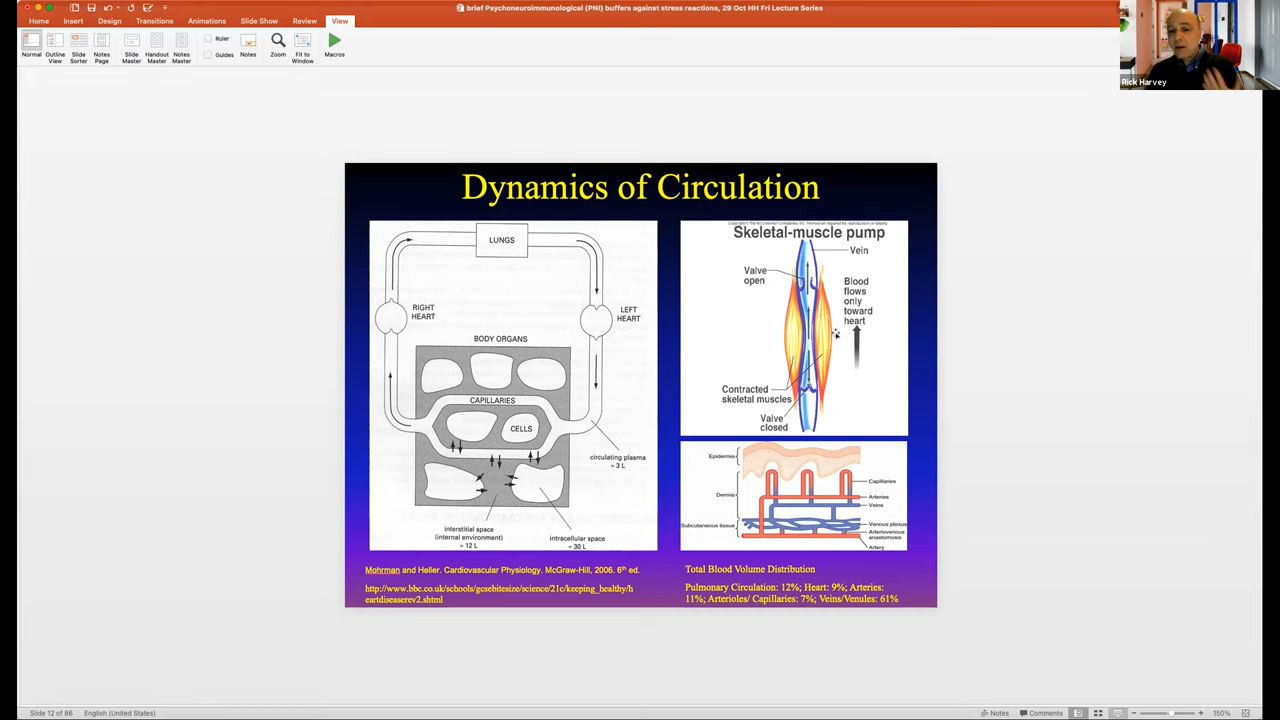 brief Psychoneuroimmunological (PNI) buffers against stress reactions, 29 Oct HH Fri Lecture Series
Home Insert Design Transitions Animations Slide Show Review View
Normal
Outline View
Slide Sorter
Notes Page
Slide Master
Handout Master
Notes Master
Ruler
Guides
Notes
Zoom
Fit to Window
Macros
Rick Harvey
Dynamics of Circulation
LUNGS
RIGHT
HEART
LEFT
HEART
BODY ORGANS
CAPILLARIES
CELLS
circulating plasma
≈ 3 L
interstitial space
(internal environment)
≈ 12 L
intracellular space
≈30 L
Skeletal-muscle pump
Vein
Valve
open
Blood
flows
only
toward
heart
Contracted
skeletal muscles
Valve
closed
Epidermis
Dermis
Subcutaneous tissue
Capillaries
Arteries
Veins
Venous plexus
Arteriovenous
anastomosis
Artery
Mohrman and Heller. Cardiovascular Physiology. McGraw-Hill, 2006. 6th ed.
http://www.bbc.co.uk/schools/gcsebitesize/science/21c/keeping_healthy/h
eartdiseaserev2.shtml
Total Blood Volume Distribution
Pulmonary Circulation: 12%; Heart: 9%; Arteries:
11%; Arterioles/ Capillaries: 7%; Veins/Venules: 61%
Slide 12 of 86 English (United States) Notes Comments 150%